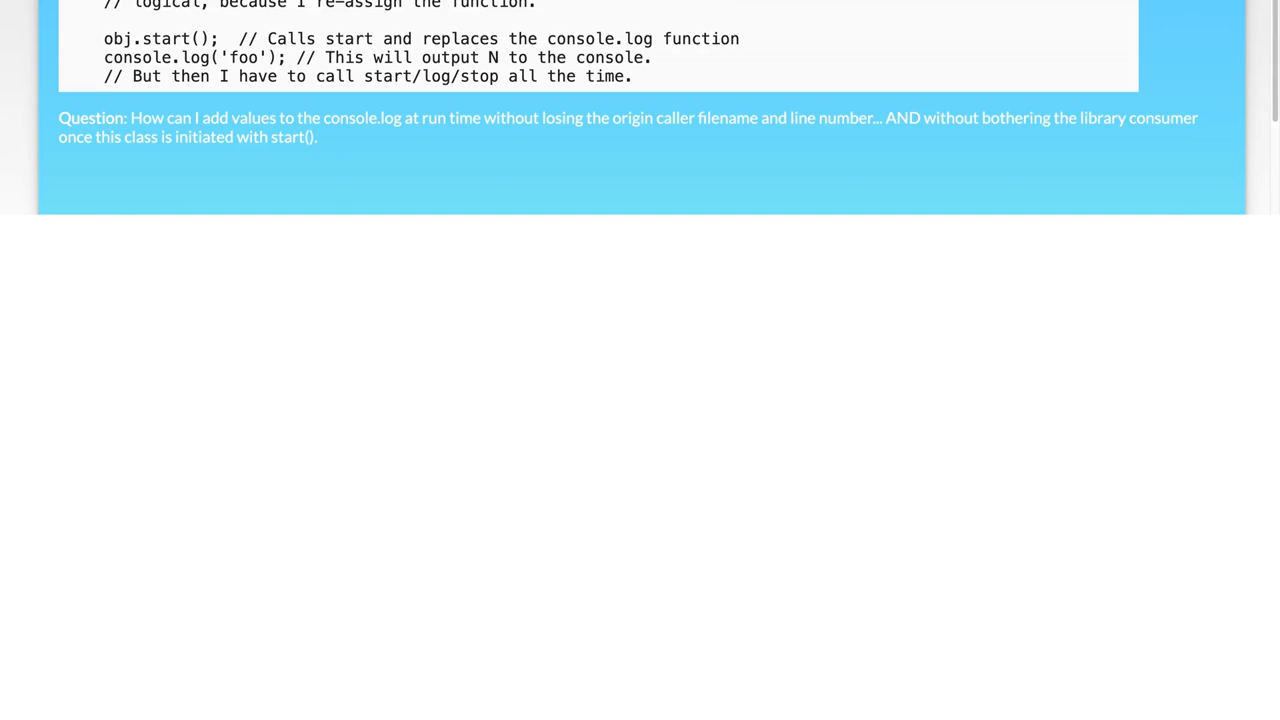 // logical, because I re-assign the function.
obj.start();  // Calls start and replaces the console.log function
console.log('foo'); // This will output N to the console.
// But then I have to call start/log/stop all the time.
Question: How can I add values to the console.log at run time without losing the origin caller filename and line number... AND without bothering the library consumer
once this class is initiated with start().